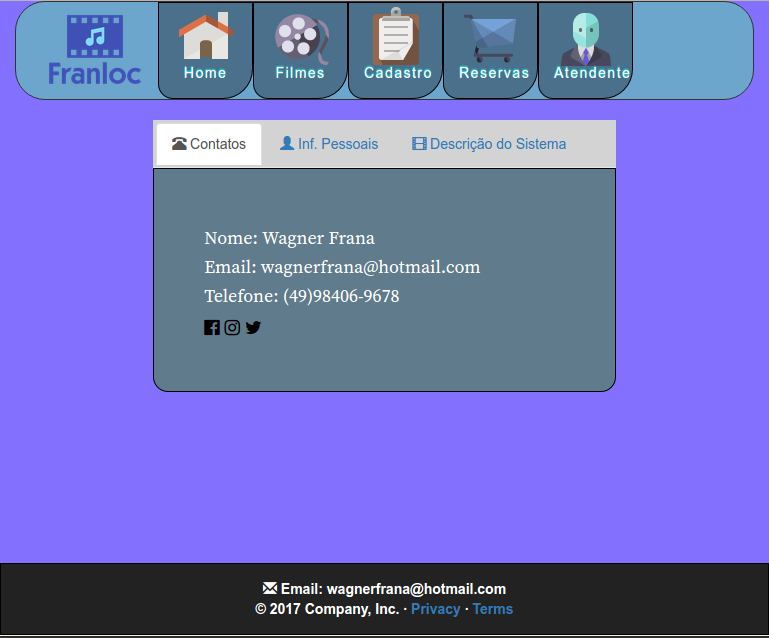 Franloc
Home Filmes Cadastro Reservas Atendente
Contatos Inf. Pessoais Descrição do Sistema
Nome: Wagner Frana
Email: wagnerfrana@hotmail.com
Telefone: (49)98406-9678
Email: wagnerfrana@hotmail.com
© 2017 Company, Inc. · Privacy · Terms